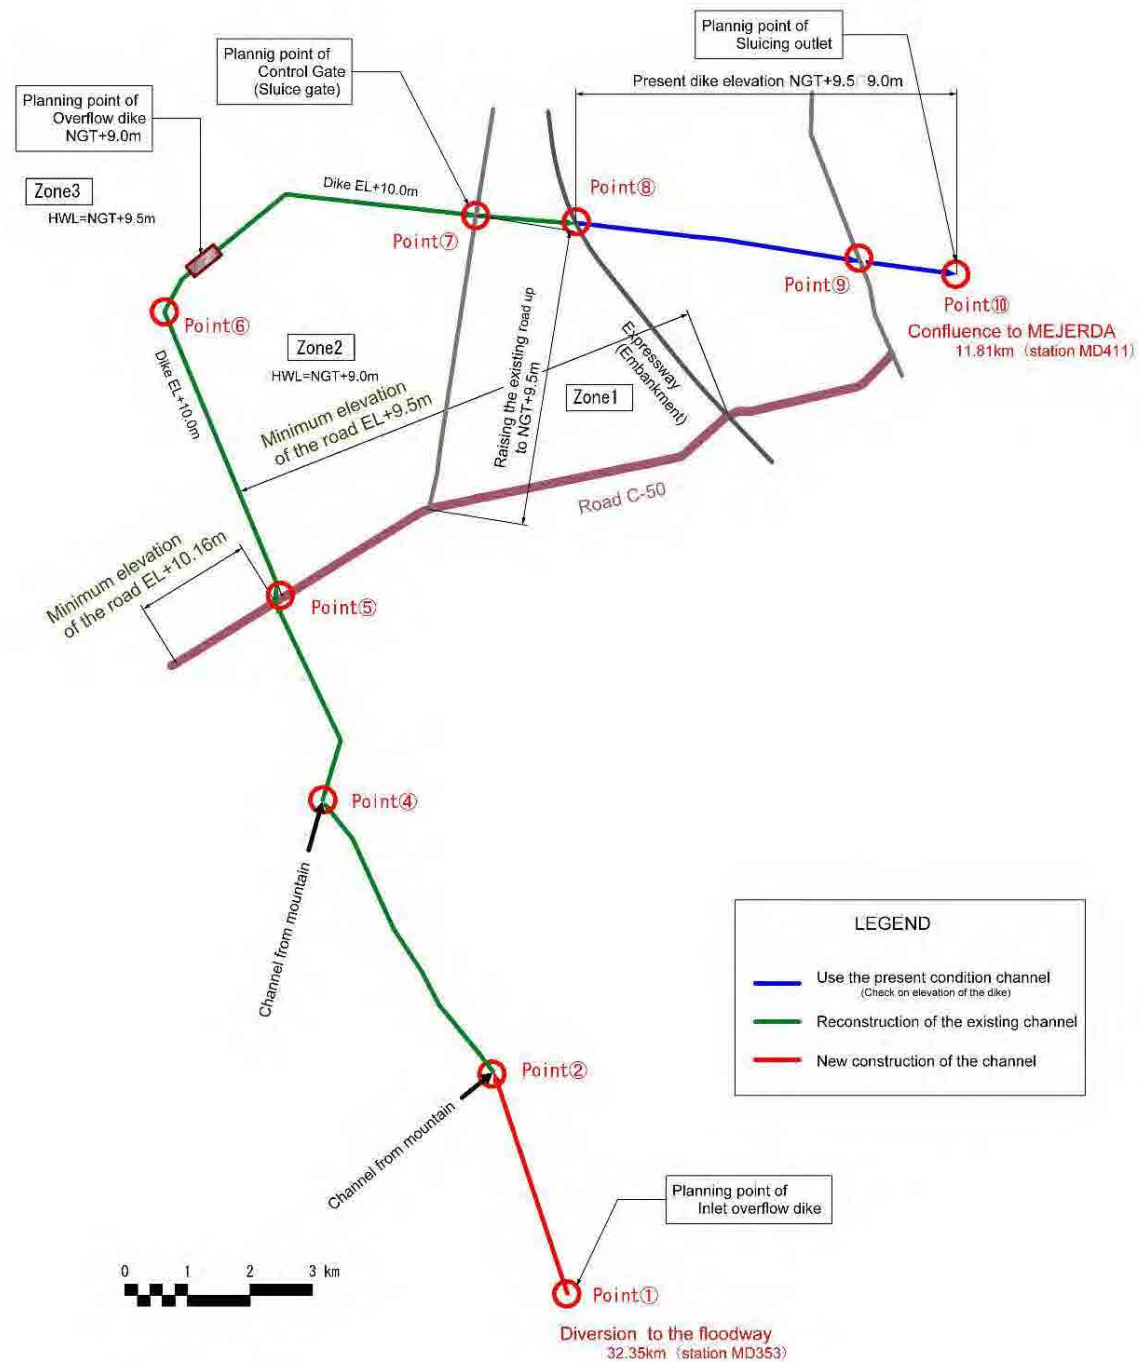 Plannig point of
Sluicing outlet
Plannig point of
Control Gate
(Sluice gate)
Planning point of
Overflow dike
NGT+9.0m
Present dike elevation NGT+9.5 9.0m
Zone3
HWL=NGT+9.5m
Dike EL+10.0m
Point⑧
Point⑦
Point⑨
Point⑩
Confluence to MEJERDA
11.81km (station MD411)
Point⑥
Zone2
HWL=NGT+9.0m
Expressway
(Embankment)
Zone1
Raising the existing road up
to NGT+9.5m
Dike EL+10.0m
Minimum elevation
of the road EL+9.5m
Road C-50
Minimum elevation
of the road EL+10.16m
Point⑤
Point④
Channel from mountain
LEGEND
Use the present condition channel
(Check on elevation of the dike)
Reconstruction of the existing channel
New construction of the channel
Point②
Channel from mountain
Planning point of
Inlet overflow dike
0 1 2 3 km
Point①
Diversion to the floodway
32.35km (station MD353)